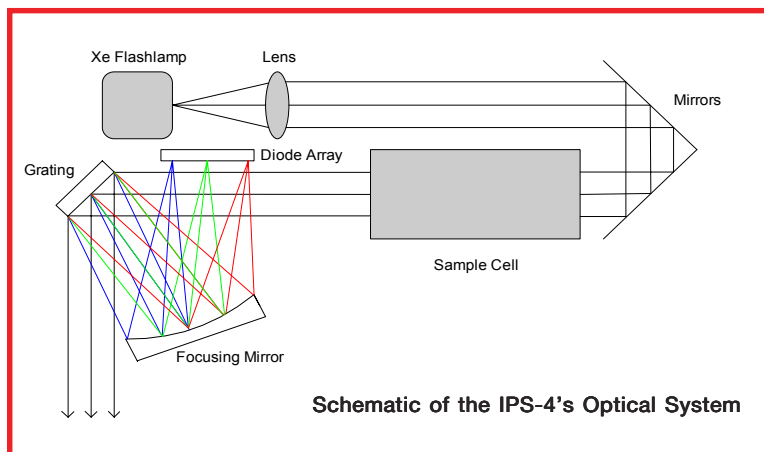 Xe Flashlamp
Lens
Mirrors
Diode Array
Grating
Sample Cell
Focusing Mirror
Schematic of the IPS-4's Optical System